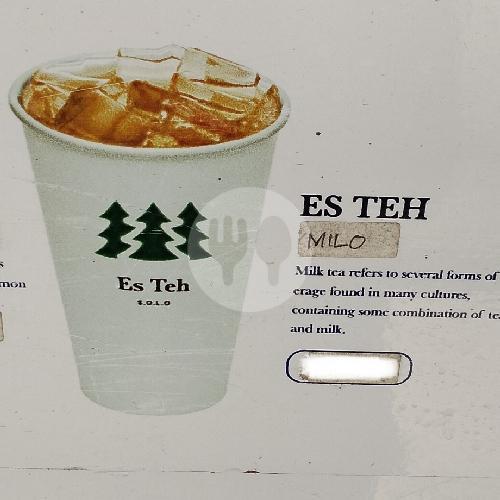 s
mon
Es Teh
S.O.L.O
ES TEH
MILO
Milk tea refers to several forms of
erage found in many cultures,
containing some combination of te
and milk.